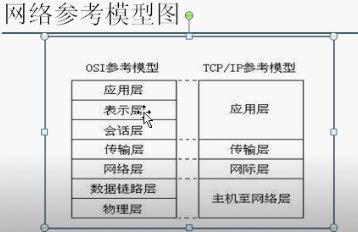 网络参考模型图
OSI参考模型
TCP/IP参考模型
应用层
表示层
会话层
传输层
网络层
数据链路层
物理层
应用层
传输层
网际层
主机至网络层